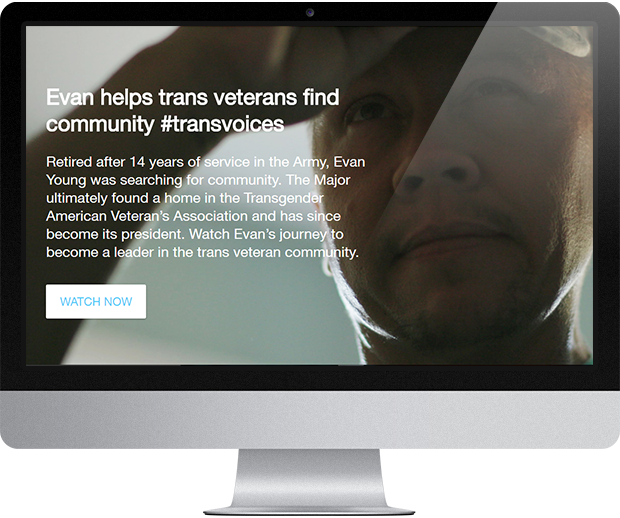 Evan helps trans veterans find
community #transvoices
Retired after 14 years of service in the Army, Evan
Young was searching for community. The Major
ultimately found a home in the Transgender
American Veteran's Association and has since
become its president. Watch Evan's journey to
become a leader in the trans veteran community.
WATCH NOW